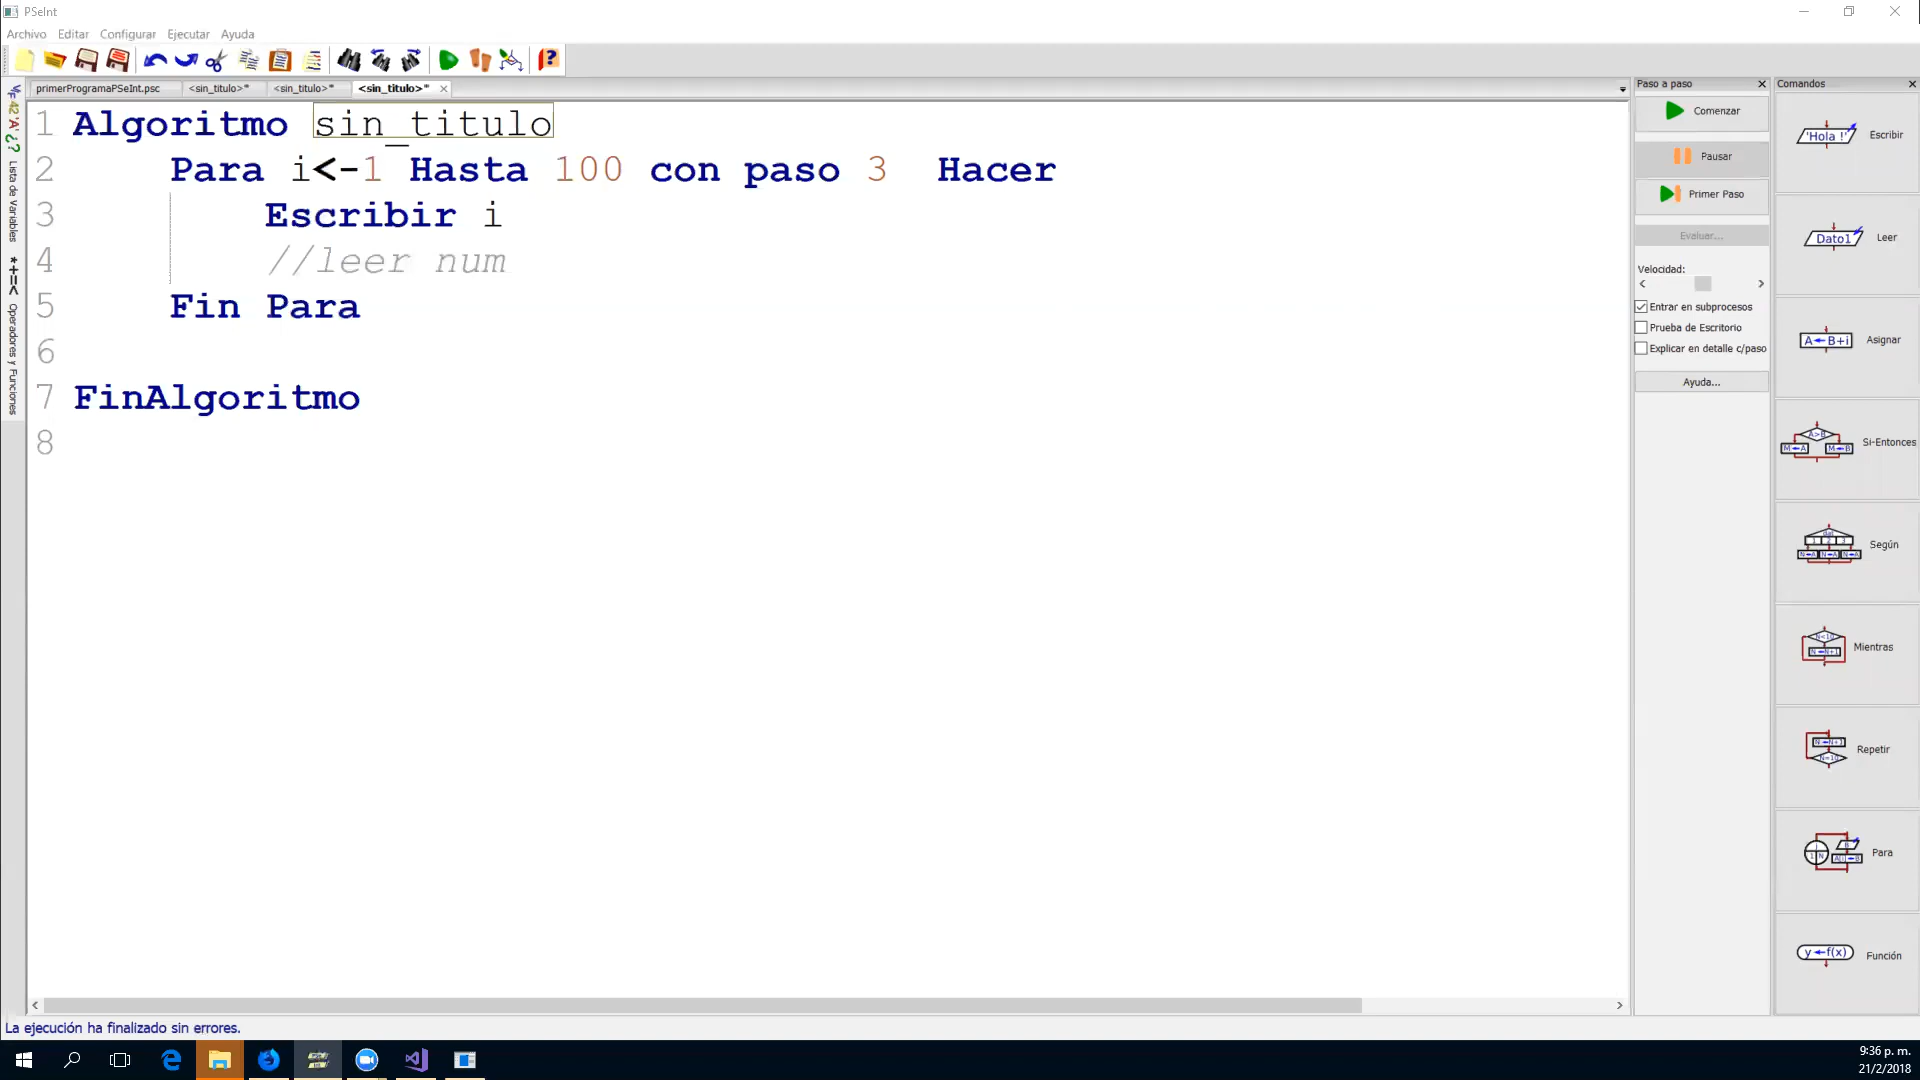 PSeInt
Archivo Editar Configurar Ejecutar Ayuda
primerProgramaPSeInt.psc <sin_titulo>* <sin_titulo>* <sin_titulo>*
1 Algoritmo sin_titulo
2 Para i<-1 Hasta 100 con paso 3 Hacer
3 Escribir i
4 //leer num
5 Fin Para
6
7 FinAlgoritmo
8
Lista de Variables
*+=<
Operadores y Funciones
Paso a paso
Comenzar
Pausar
Primer Paso
Evaluar...
Velocidad:
Entrar en subprocesos
Prueba de Escritorio
Explicar en detalle c/paso
Ayuda...
Comandos
'Hola !' Escribir
Dato1 Leer
A←B+i Asignar
A>B
M←A M←B Si-Entonces
Según
Mientras
Repetir
Para
y←f(x) Función
La ejecución ha finalizado sin errores.
9:36 p. m.
21/2/2018